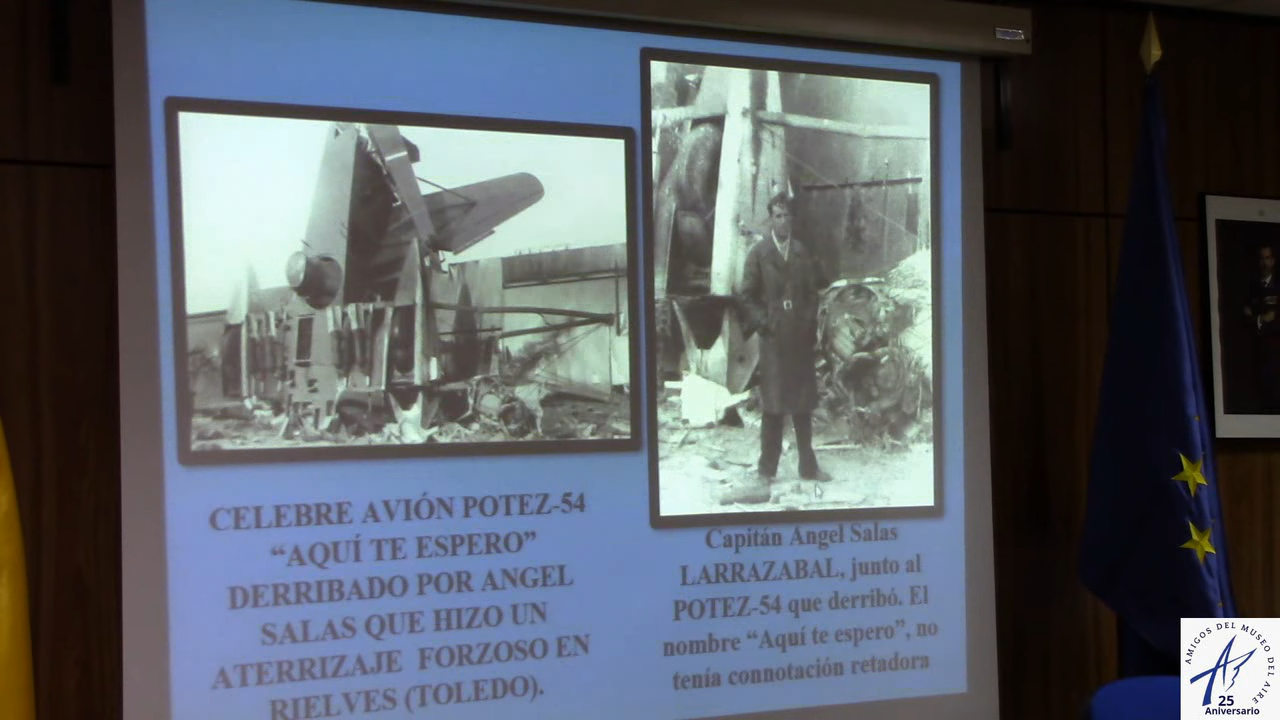 CELEBRE AVIÓN POTEZ-54
“AQUÍ TE ESPERO”
DERRIBADO POR ANGEL
SALAS QUE HIZO UN
ATERRIZAJE FORZOSO EN
RIELVES (TOLEDO).
Capitán Angel Salas
LARRAZABAL, junto al
POTEZ-54 que derribó. El
nombre “Aquí te espero”, no
tenía connotación retadora
AMIGOS DEL MUSEO DEL AIRE
25
Aniversario